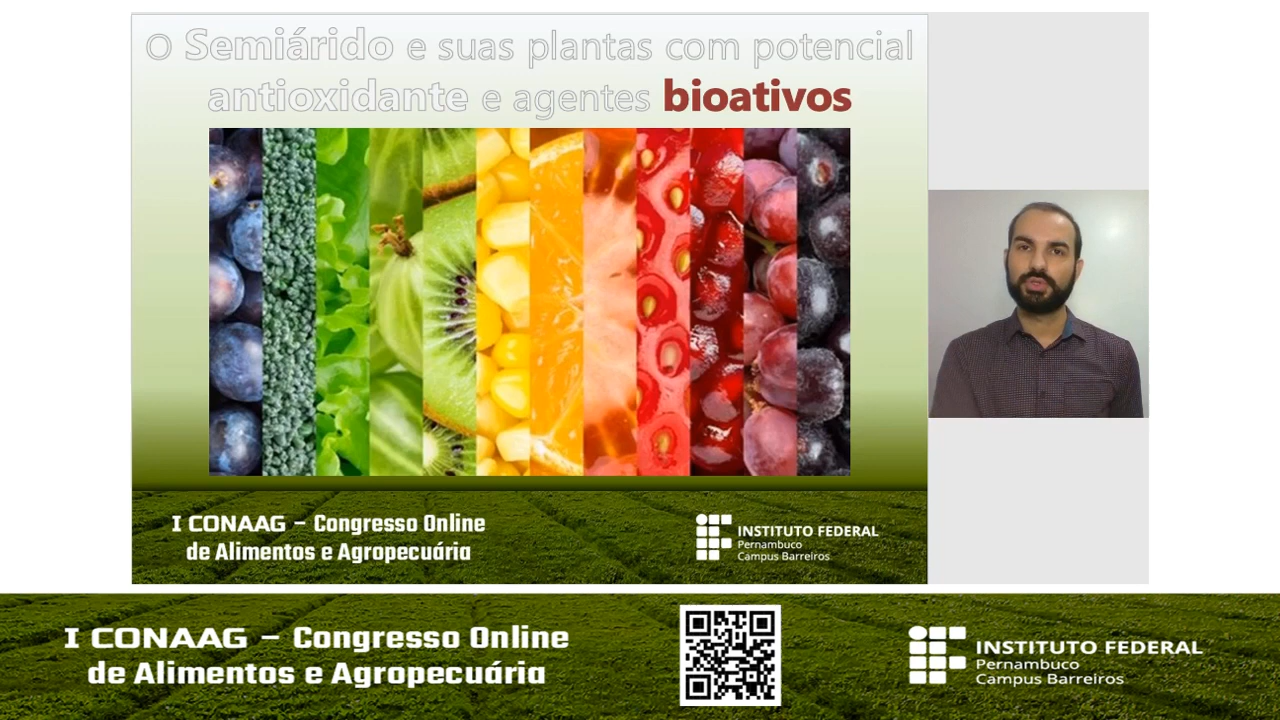 O Semiárido e suas plantas com potencial
antioxidante e agentes bioativos
I CONAAG – Congresso Online
de Alimentos e Agropecuária
INSTITUTO FEDERAL
Pernambuco
Campus Barreiros
I CONAAG – Congresso Online
de Alimentos e Agropecuária
INSTITUTO FEDERAL
Pernambuco
Campus Barreiros